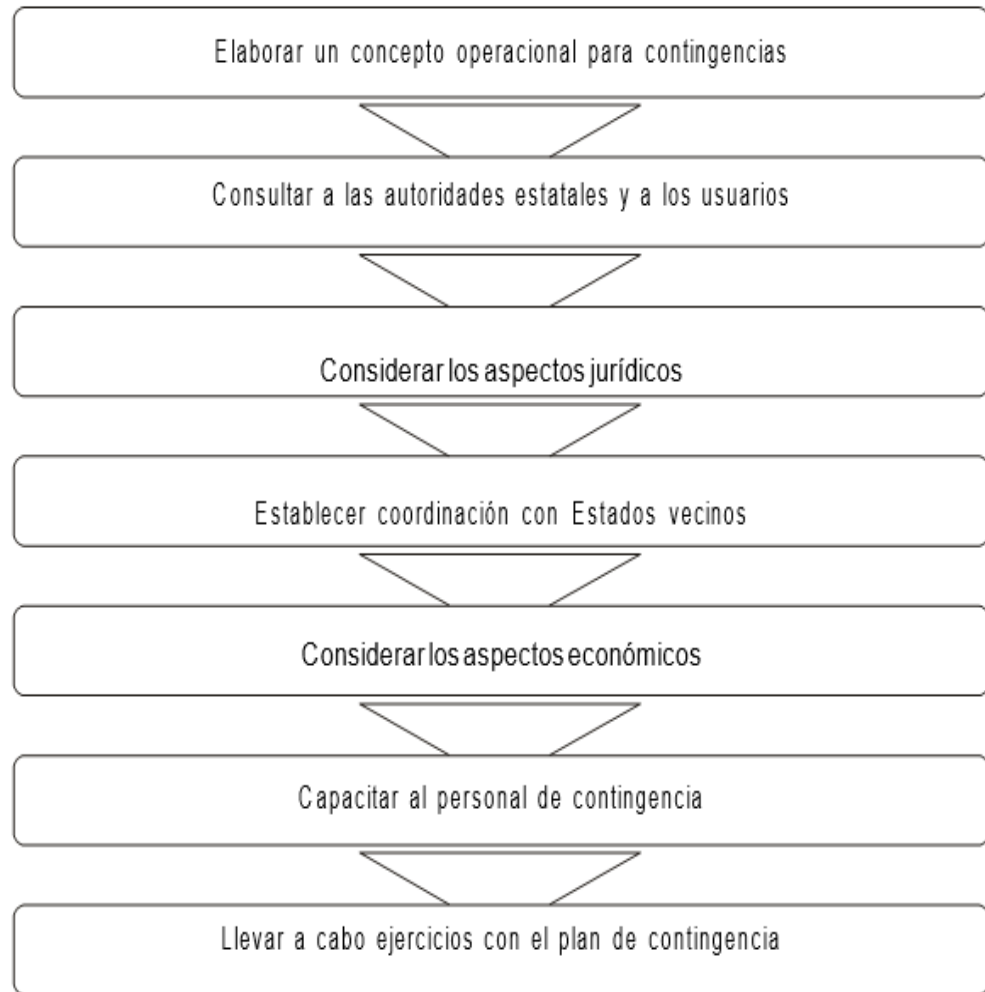 Elaborar un concepto operacional para contingencias
Consultar a las autoridades estatales y a los usuarios
Considerar los aspectos jurídicos
Establecer coordinación con Estados vecinos
Considerar los aspectos económicos
Capacitar al personal de contingencia
Llevar a cabo ejercicios con el plan de contingencia